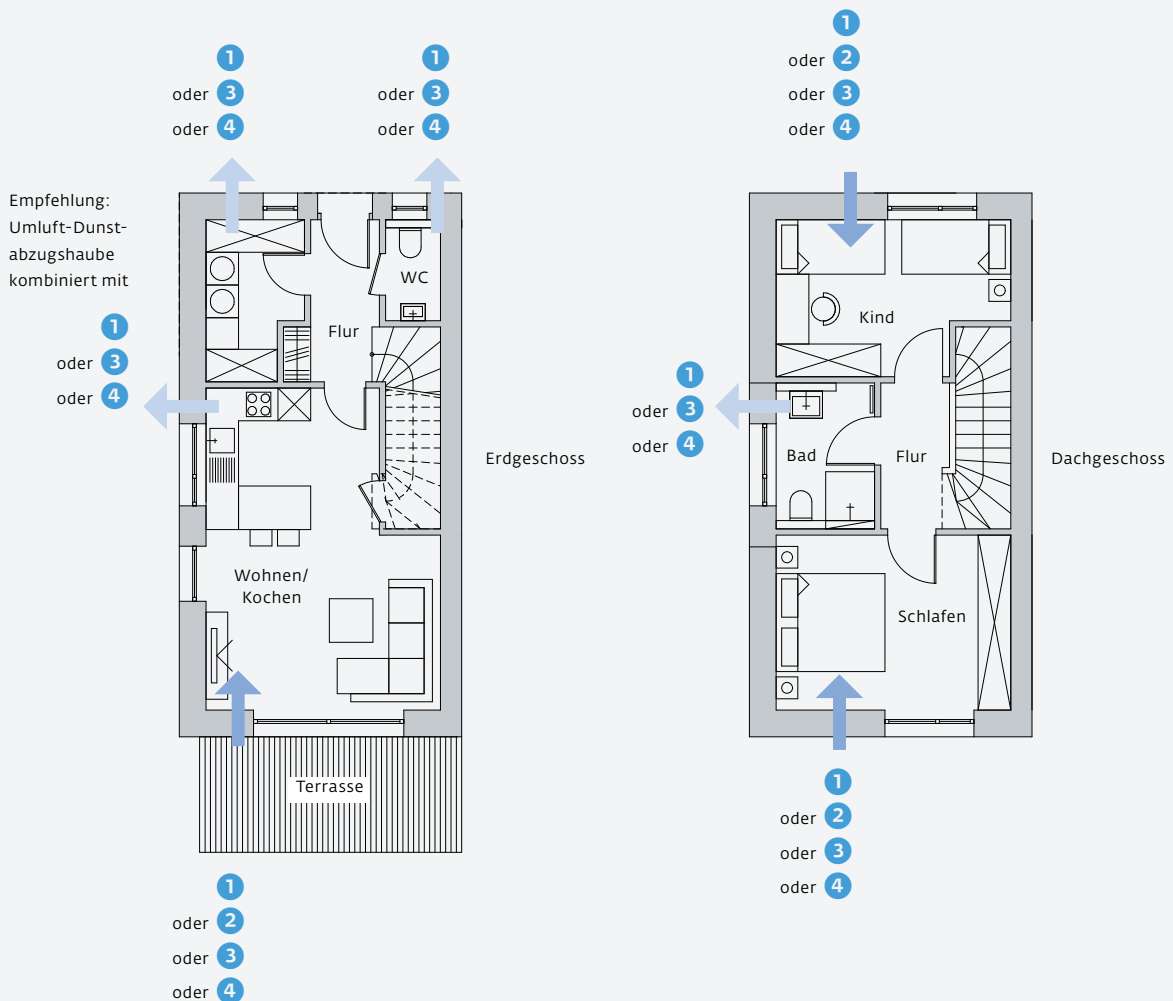 1
oder 3
oder 4
1
oder 3
oder 4
Empfehlung:
Umluft-Dunst-
abzugshaube
kombiniert mit
1
oder 3
oder 4
WC
Flur
Wohnen/
Kochen
Terrasse
Erdgeschoss
1
oder 2
oder 3
oder 4
1
oder 2
oder 3
oder 4
Kind
1
oder 3
oder 4
Bad
Flur
Schlafen
Dachgeschoss
1
oder 2
oder 3
oder 4